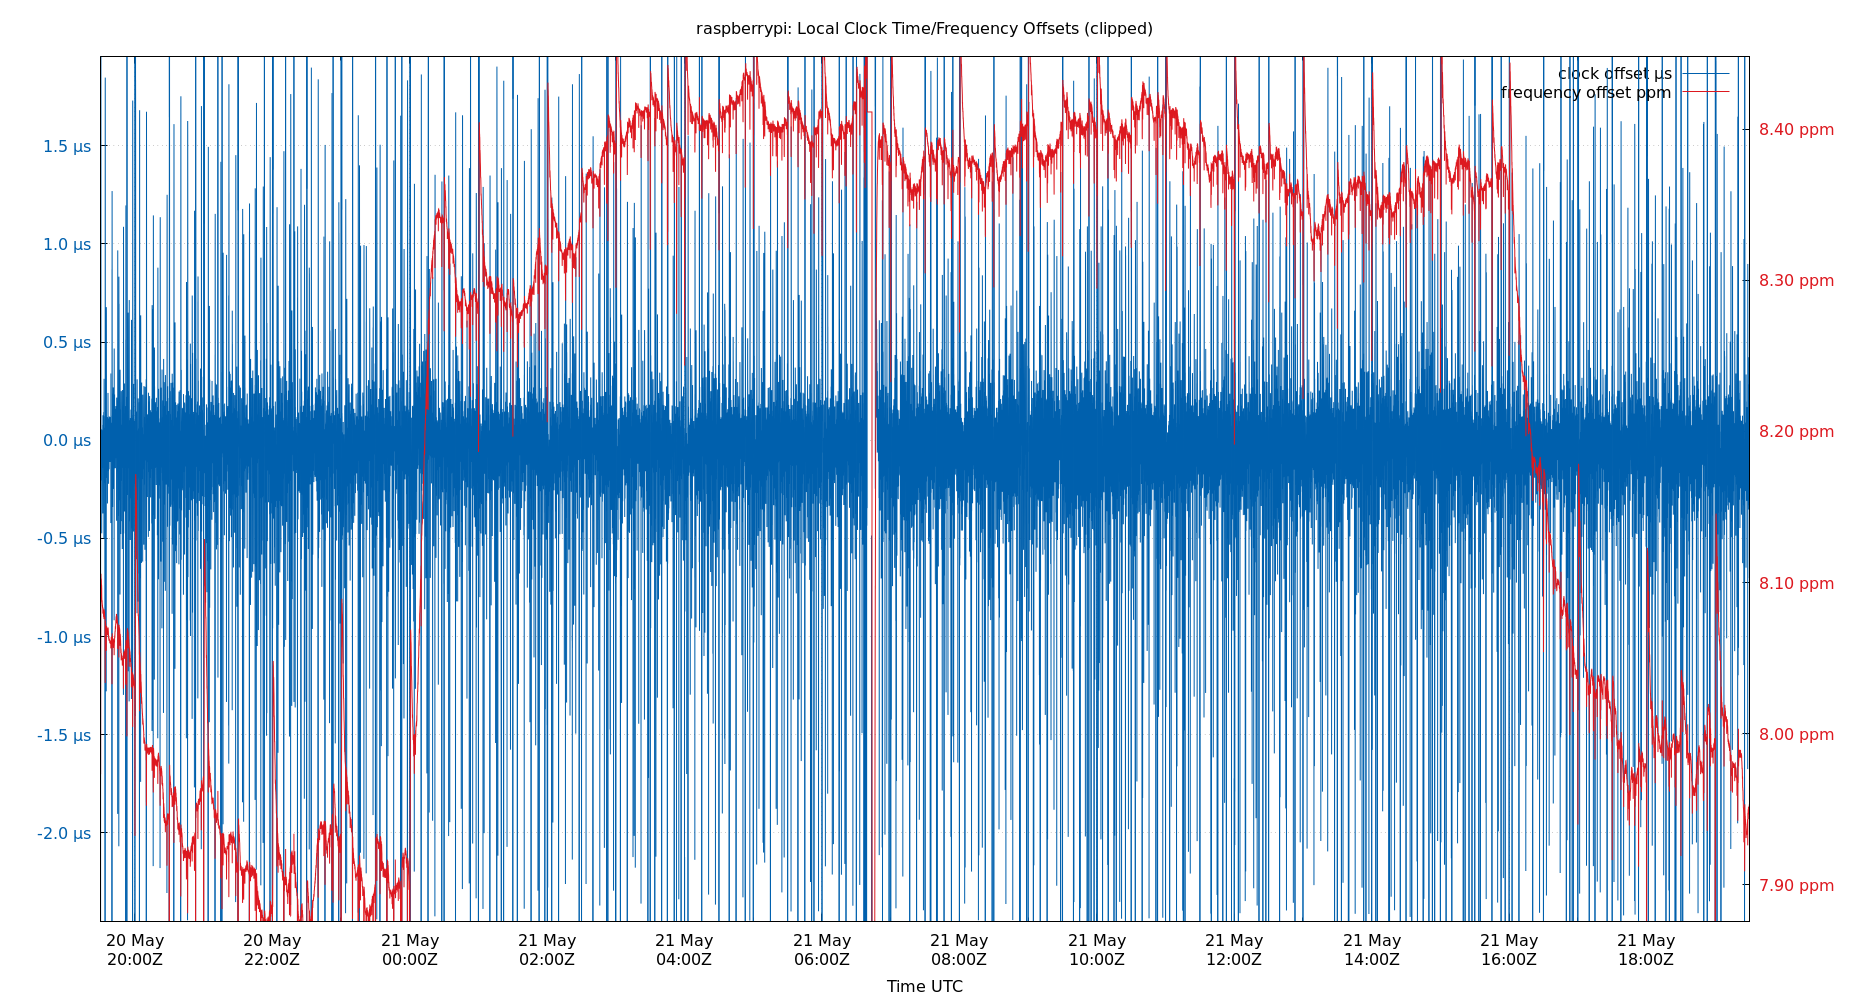 raspberrypi: Local Clock Time/Frequency Offsets (clipped)
clock offset µs
frequency offset ppm
1.5 µs
1.0 µs
0.5 µs
0.0 µs
-0.5 µs
-1.0 µs
-1.5 µs
-2.0 µs
8.40 ppm
8.30 ppm
8.20 ppm
8.10 ppm
8.00 ppm
7.90 ppm
20 May 20 May 21 May 21 May 21 May 21 May 21 May 21 May 21 May 21 May 21 May 21 May
20:00Z 22:00Z 00:00Z 02:00Z 04:00Z 06:00Z 08:00Z 10:00Z 12:00Z 14:00Z 16:00Z 18:00Z
Time UTC